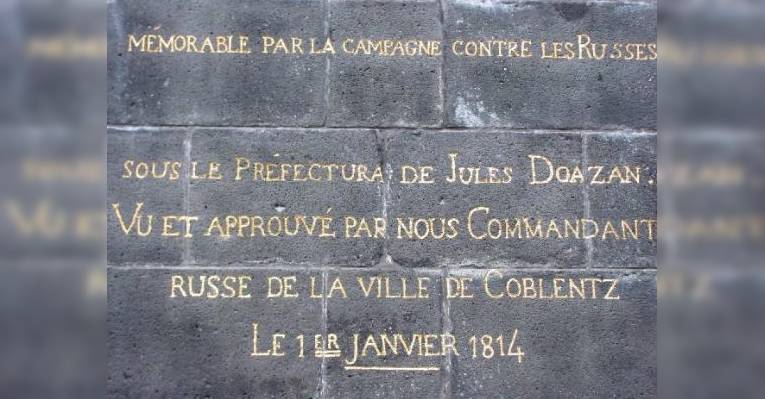 MÉMORABLE PAR LA CAMPAGNE CONTRE LES RUSSES
SOUS LE PREFECTURA DE JULES DOAZAN.
VU ET APPROUVÉ PAR NOUS COMMANDANT
RUSSE DE LA VILLE DE COBLENTZ
LE 1ER JANVIER 1814